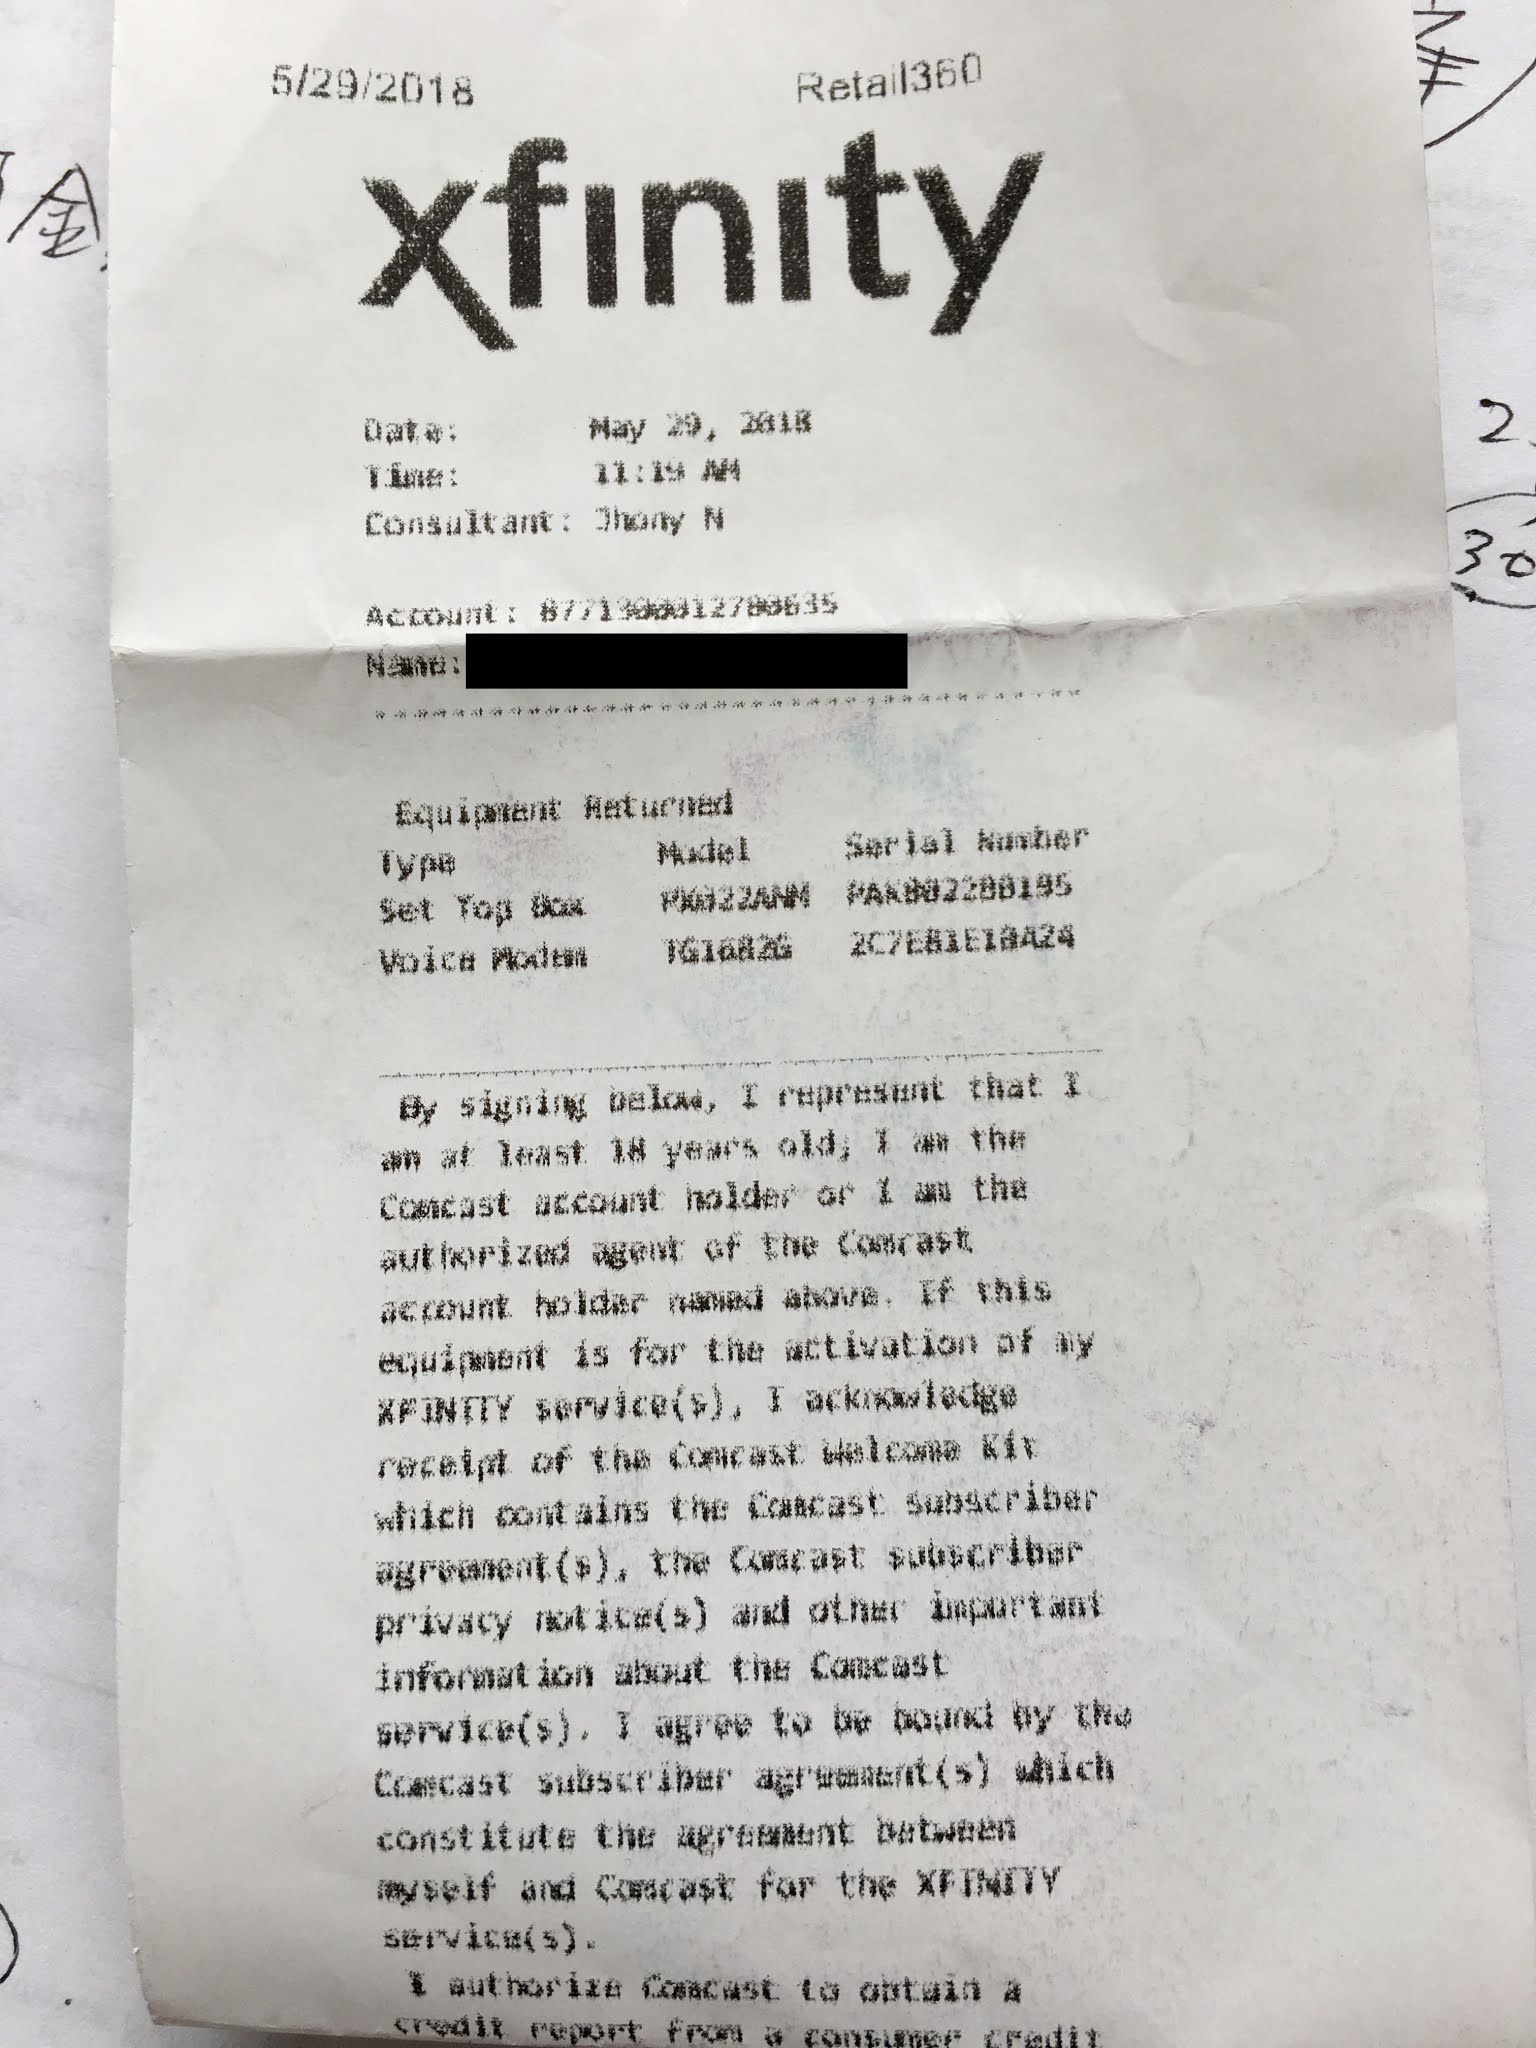 5/29/2018 Retail360
xfinity
Date: May 29, 2018
Time: 11:19 AM
Consultant: Jhony N
Account:
Name:
Equipment Returned
Type Model Serial Number
Set Top Box
Voice Modem TG1682G 2C7E81E18A24
By signing below, I represent that I
am at least 18 years old; I am the
Comcast account holder or I am the
authorized agent of the Comcast
account holder named above. If this
equipment is for the activation of my
XFINITY service(s), I acknowledge
receipt of the Comcast Welcome Kit
which contains the Comcast subscriber
agreement(s), the Comcast subscriber
privacy notice(s) and other important
information about the Comcast
service(s). I agree to be bound by the
Comcast subscriber agreement(s) which
constitute the agreement between
myself and Comcast for the XFINITY
service(s).
I authorize Comcast to obtain a
credit report from a consumer credit
金
2
30